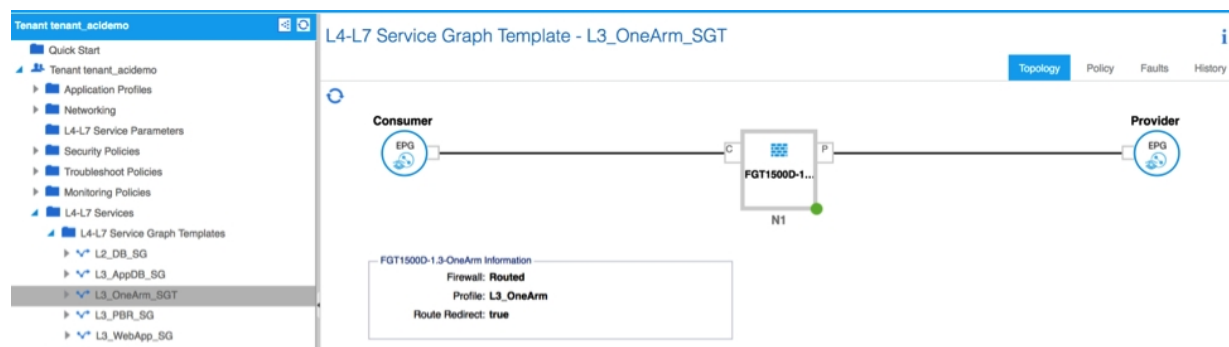 Tenant tenant_acidemo
Quick Start
Tenant tenant_acidemo
Application Profiles
Networking
L4-L7 Service Parameters
Security Policies
Troubleshoot Policies
Monitoring Policies
L4-L7 Services
L4-L7 Service Graph Templates
L2_DB_SG
L3_AppDB_SG
L3_OneArm_SGT
L3_PBR_SG
L3_WebApp_SG
L4-L7 Service Graph Template - L3_OneArm_SGT
i
Topology Policy Faults History
Consumer
EPG
C
FGT1500D-1...
P
N1
Provider
EPG
FGT1500D-1.3-OneArm Information
Firewall: Routed
Profile: L3_OneArm
Route Redirect: true